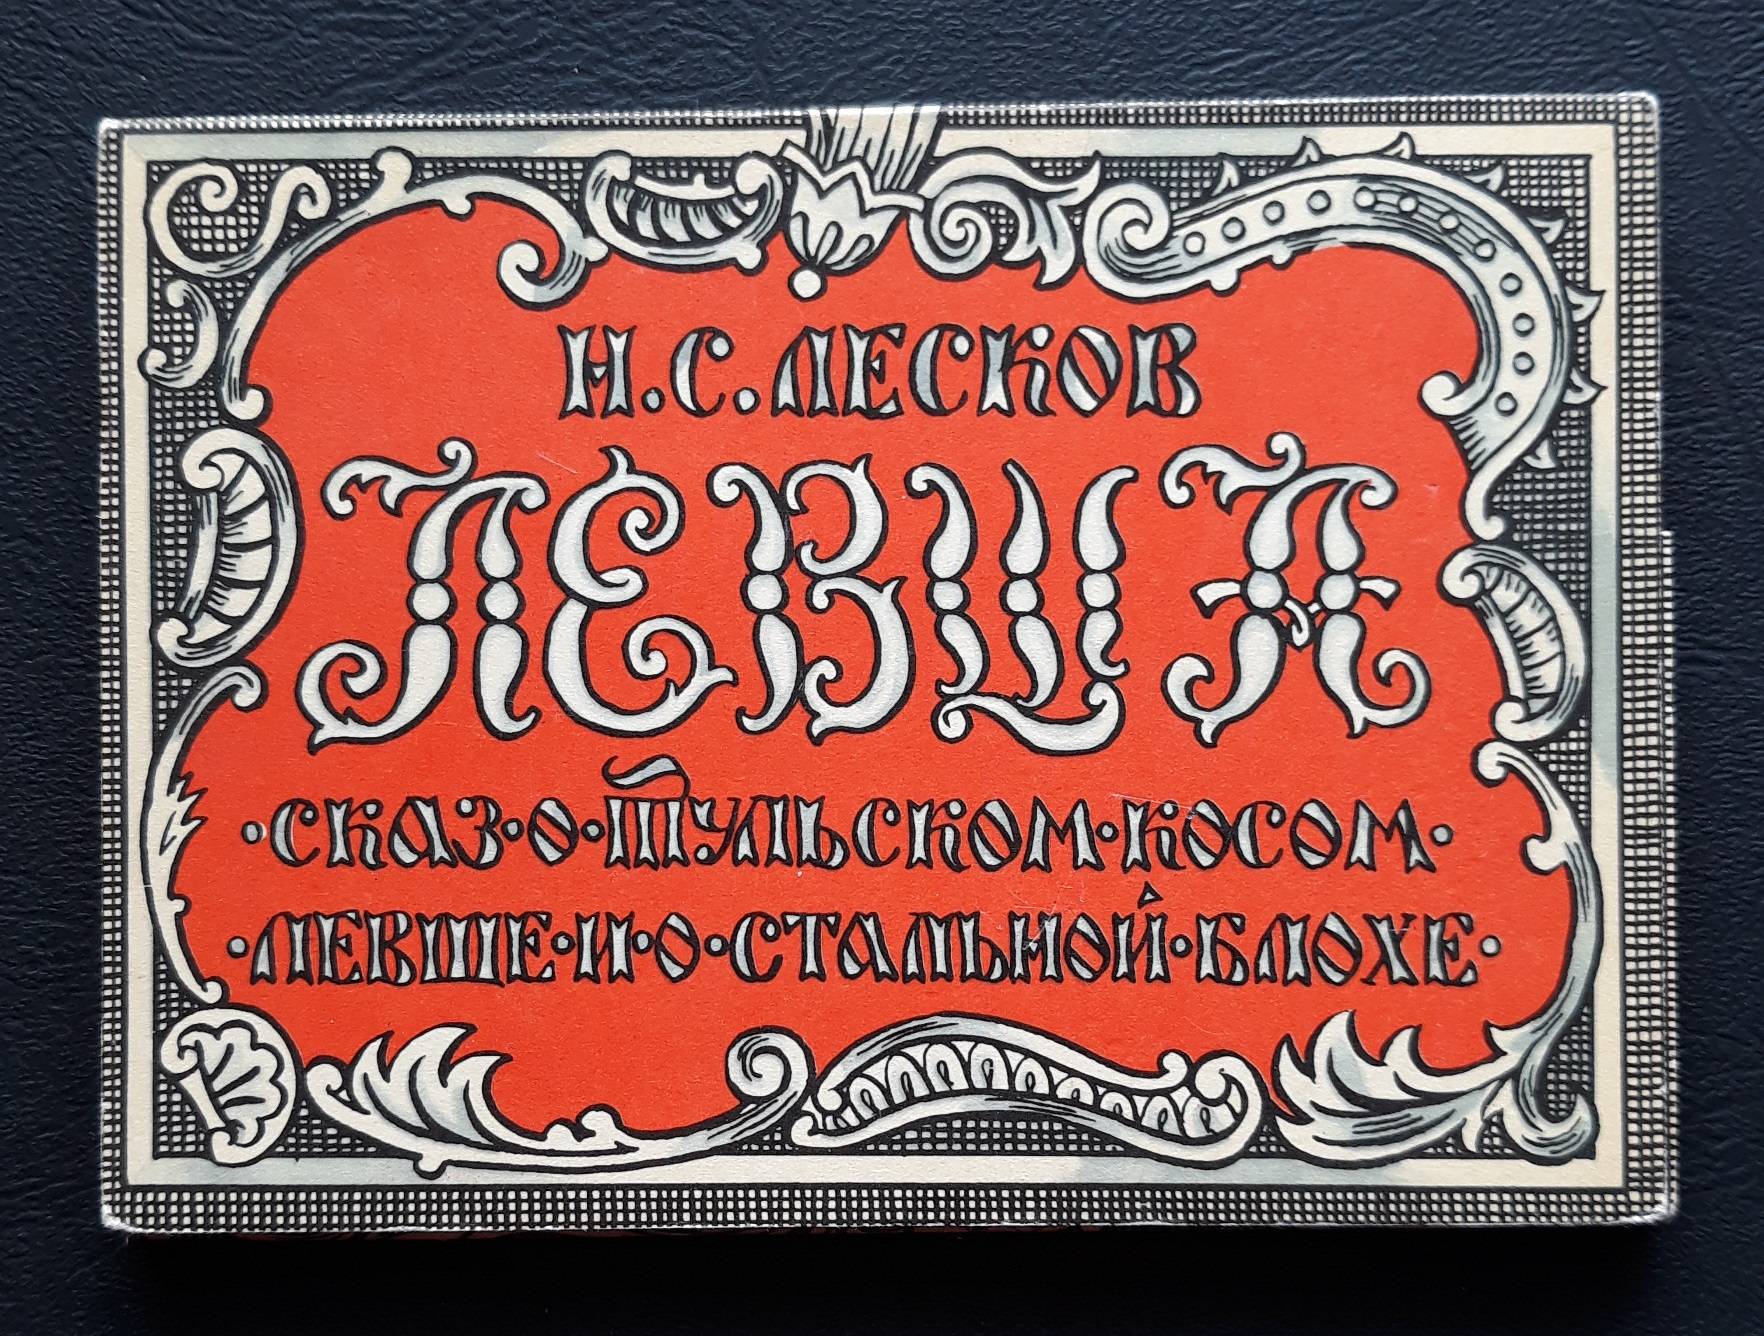 Н.С.ЛЕСКОВ
ЛЕВША
·СКАЗ·О·ТУЛЬСКОМ·КОСОМ·
·ЛЕВШЕ·И·О·СТАЛЬНОЙ·БЛОХЕ·